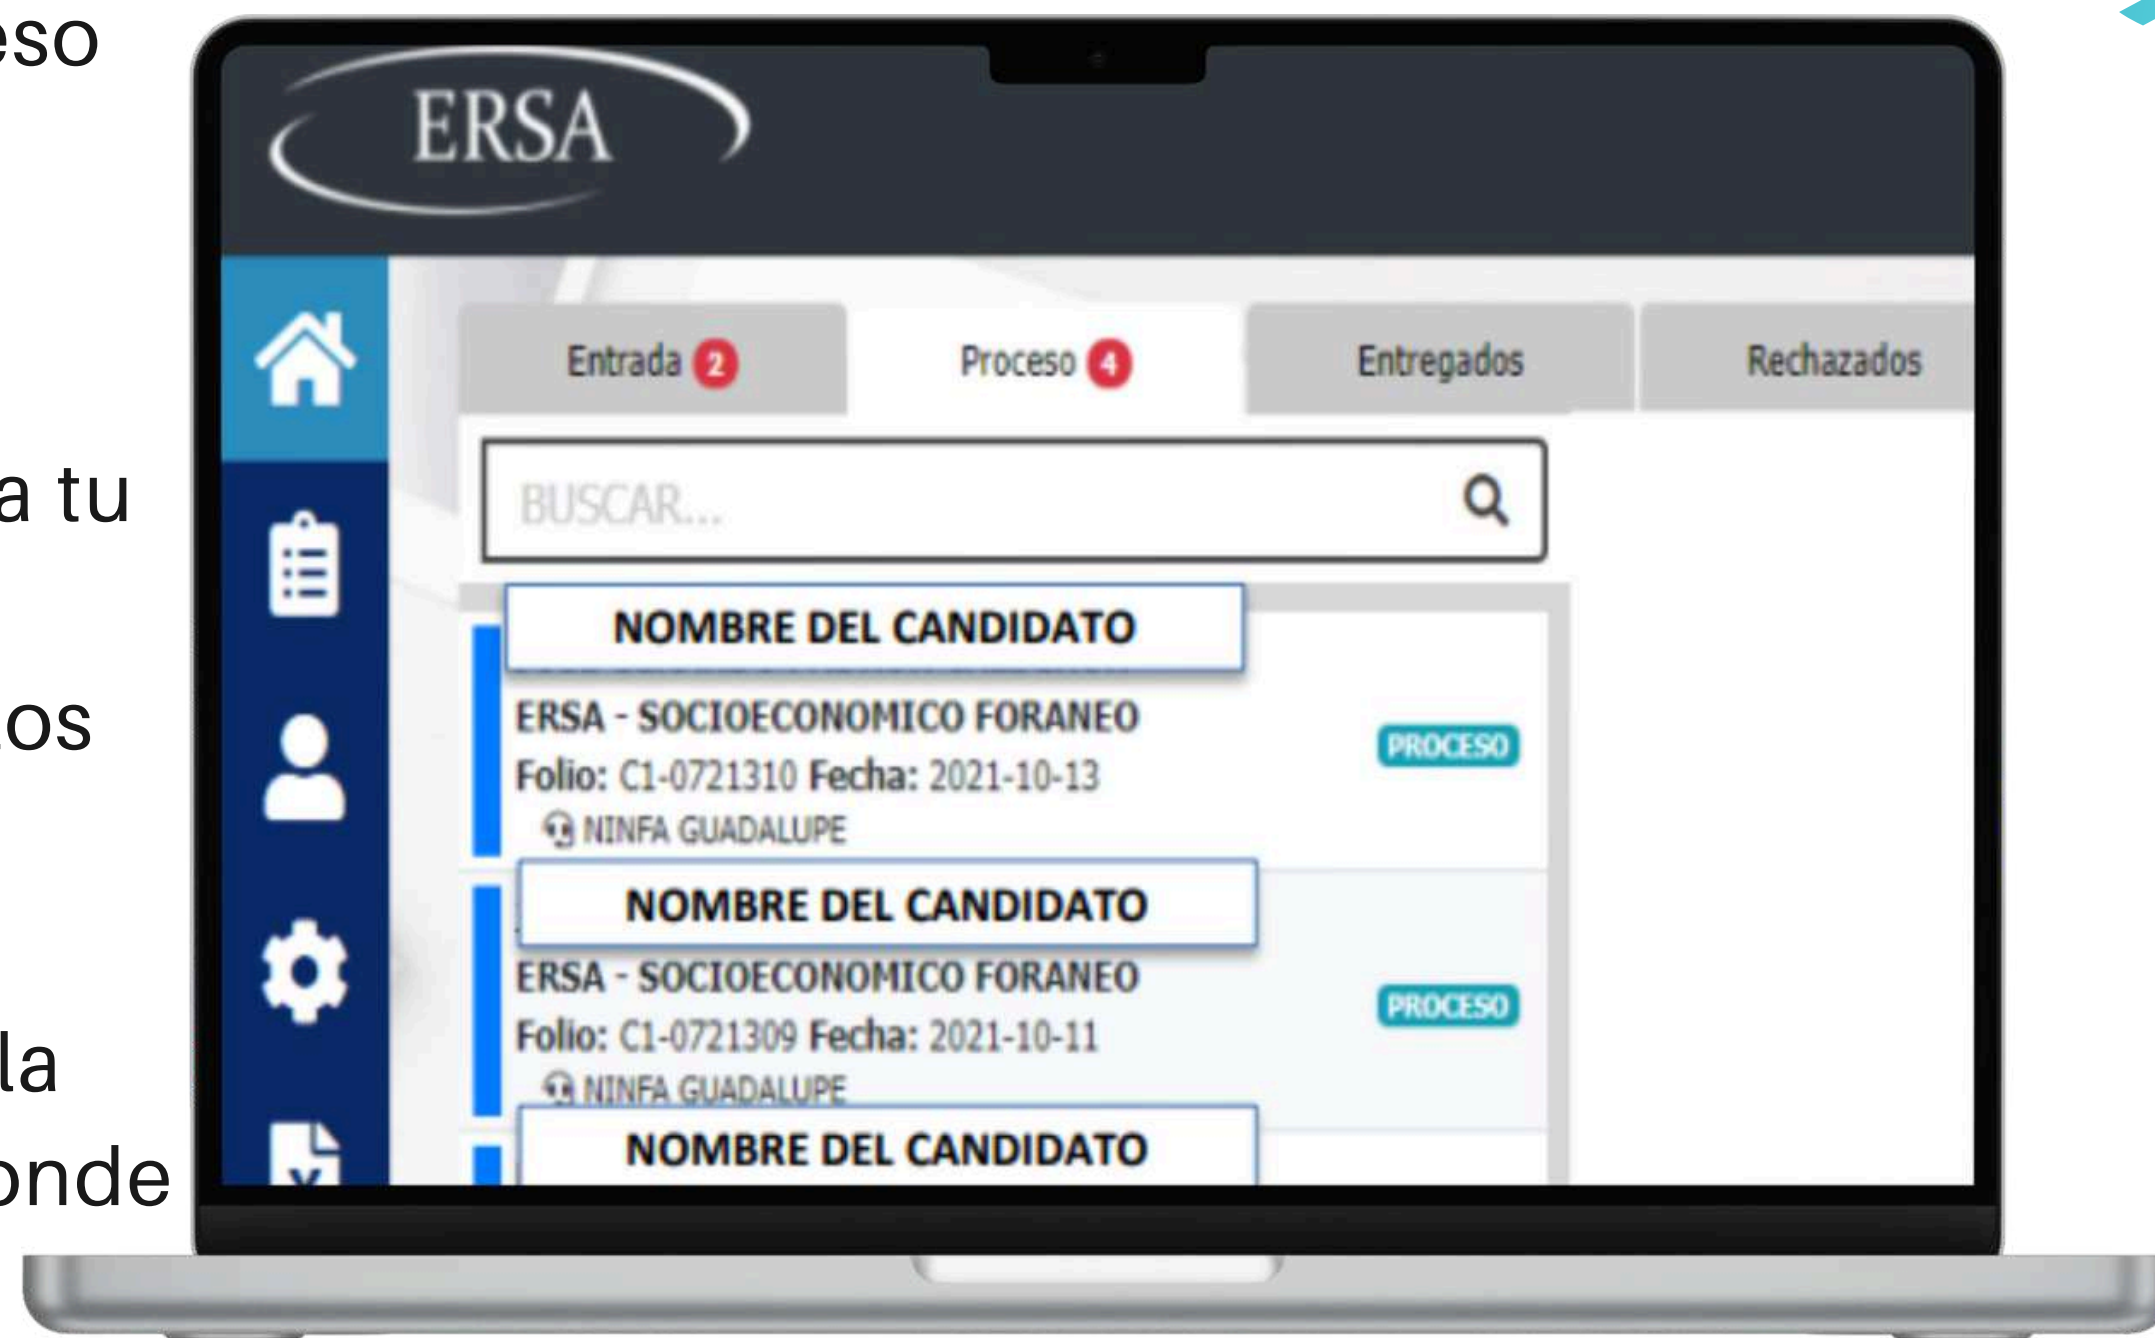 eso
a tu
os
la
onde
ERSA
Entrada 2
Proceso 4
Entregados
Rechazados
BUSCAR...
NOMBRE DEL CANDIDATO
ERSA - SOCIOECONOMICO FORANEO
PROCESO
Folio: C1-0721310 Fecha: 2021-10-13
NINFA GUADALUPE
NOMBRE DEL CANDIDATO
ERSA - SOCIOECONOMICO FORANEO
PROCESO
Folio: C1-0721309 Fecha: 2021-10-11
NINFA GUADALUPE
NOMBRE DEL CANDIDATO